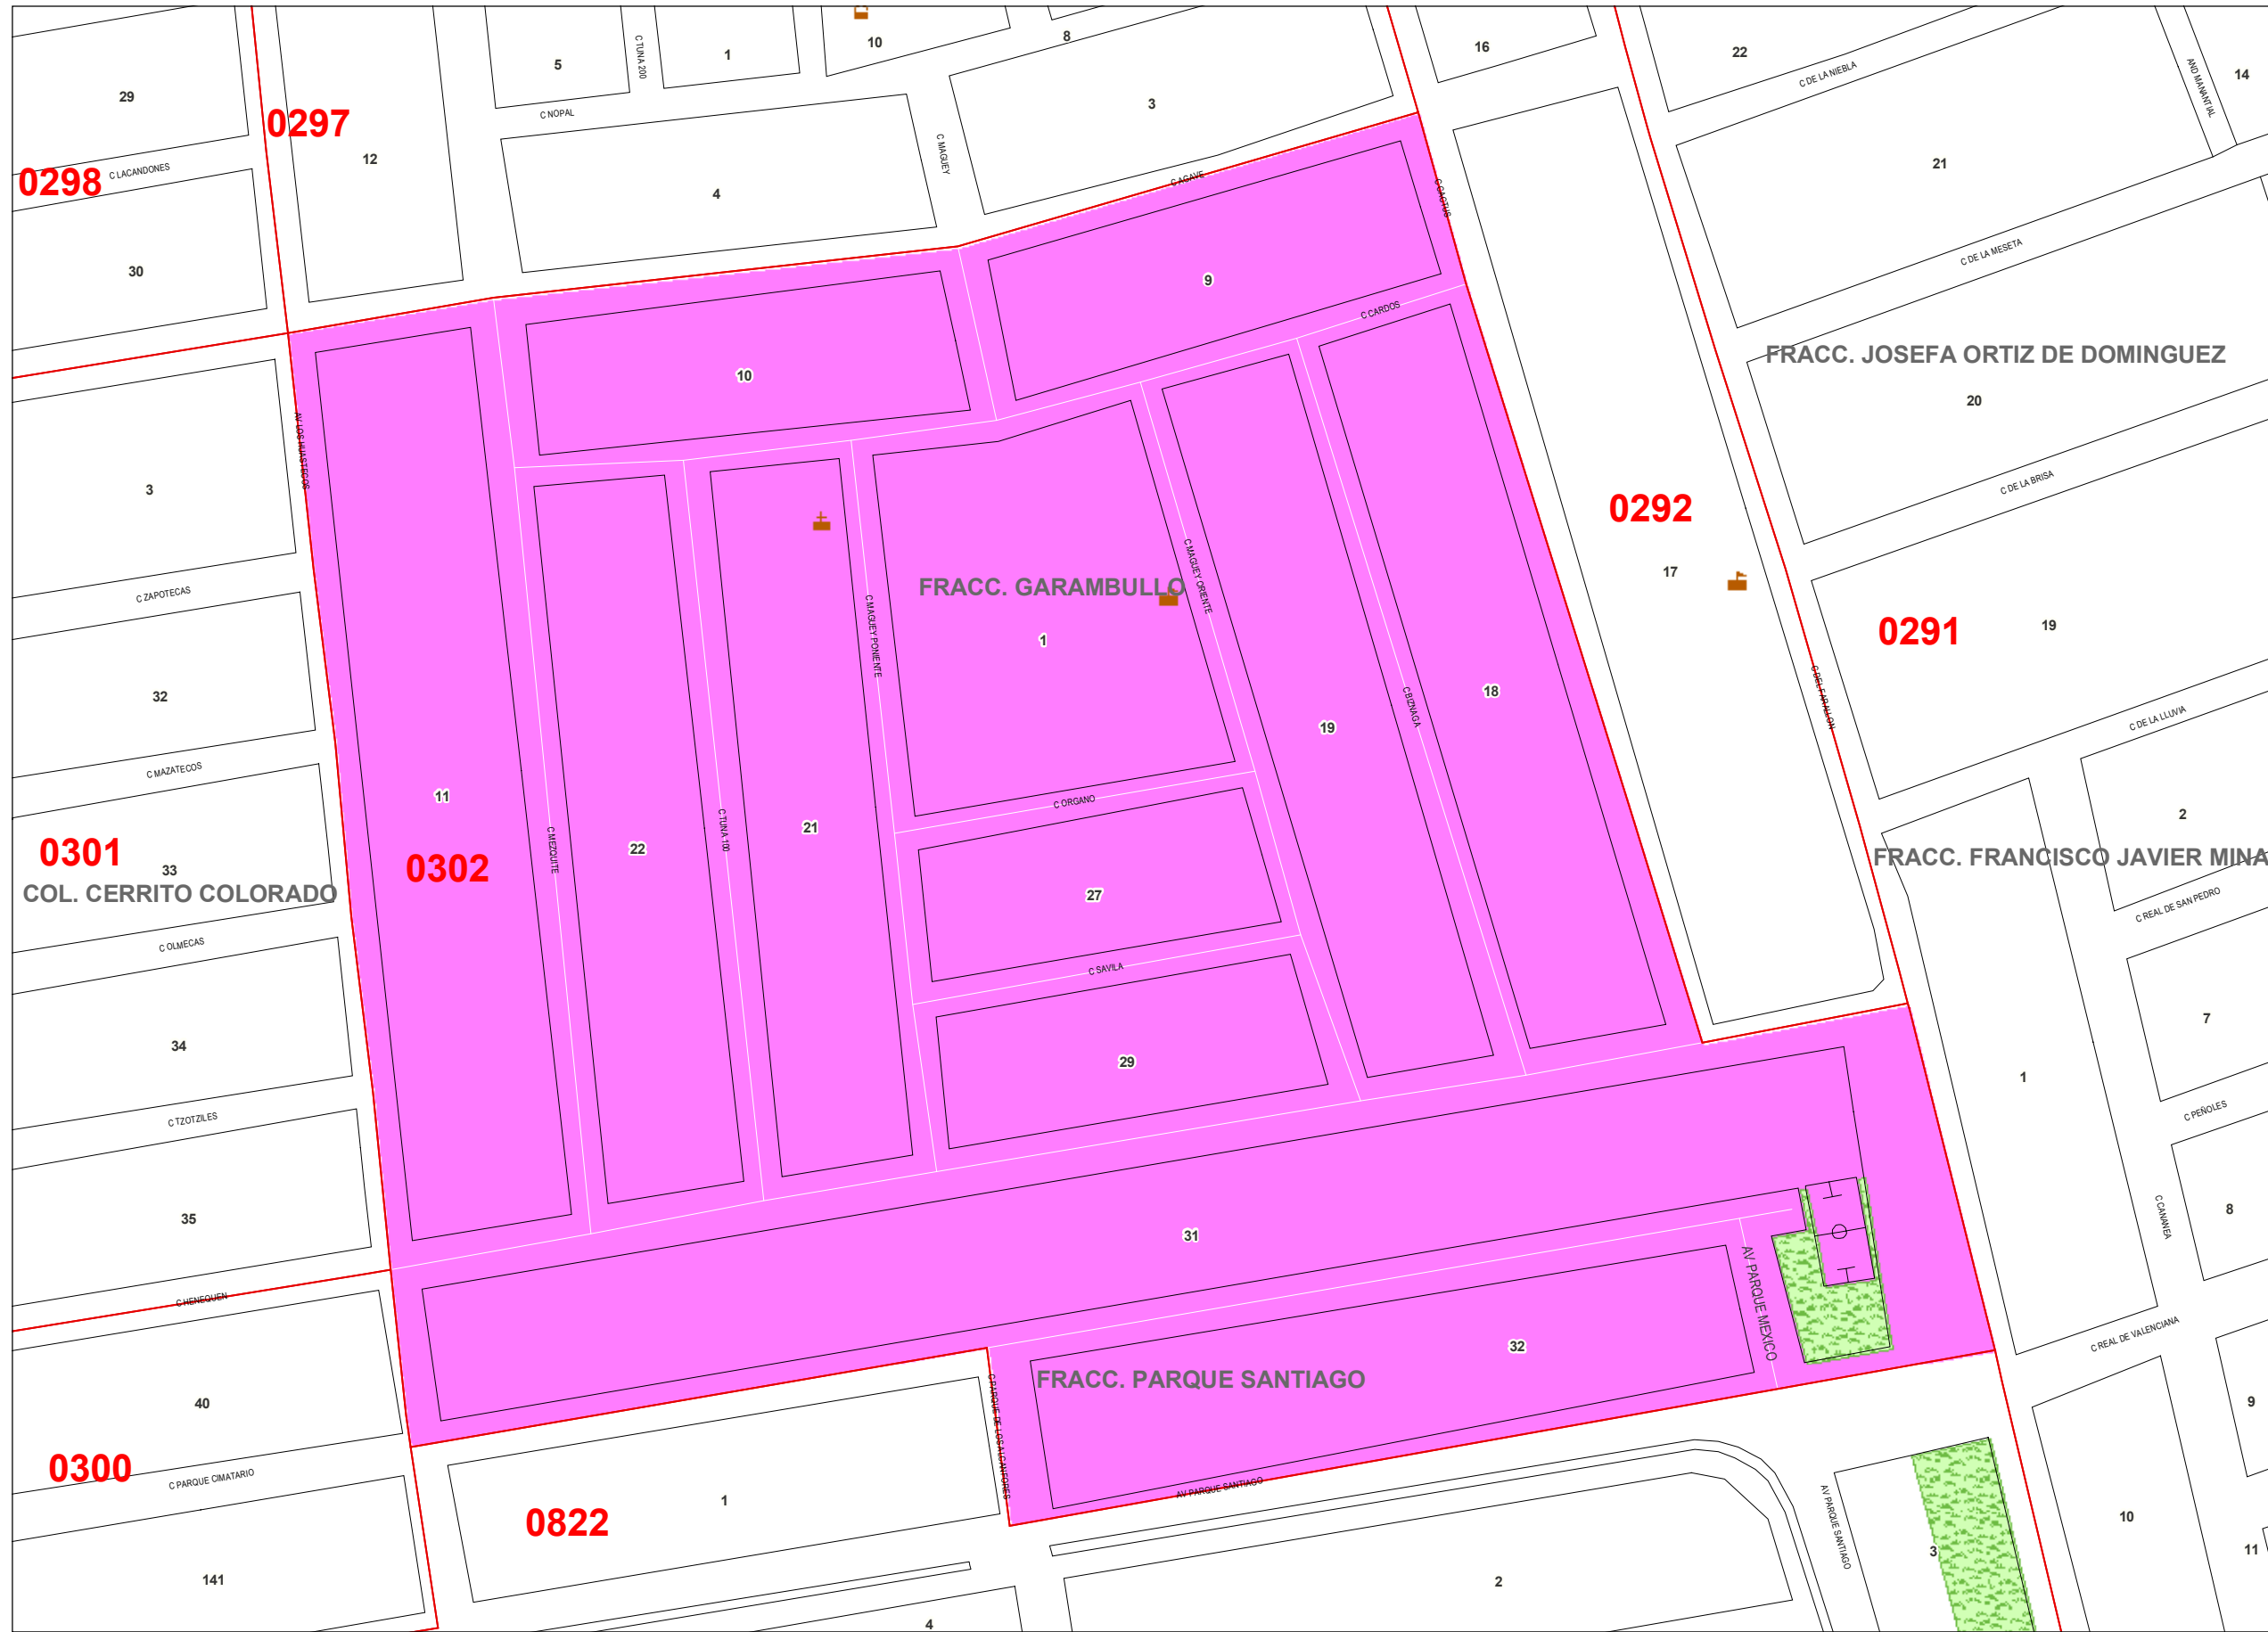 5
C TUNA 200
1
10
8
16
22
C DE LA NIEBLA
AND MANANTIAL
14
29
0297
C NOPAL
3
12
C MAGUEY
21
0298
C LACANDONES
4
C AGAVE
C CACTUS
C DE LA MESETA
30
9
C CARDOS
FRACC. JOSEFA ORTIZ DE DOMINGUEZ
10
20
AV LOS HUASTECOS
3
C DE LA BRISA
0292
17
C ZAPOTECAS
FRACC. GARAMBULLO
C MAGUEY PONIENTE
C MAGUEY ORIENTE
1
0291
19
32
C BIZNAGA
18
19
C DEL FARALLON
C DE LA LLUVIA
C MAZATECOS
11
C ORGANO
2
0301
33
0302
C MEZQUITE
22
C TUNA 100
21
FRACC. FRANCISCO JAVIER MINA
COL. CERRITO COLORADO
27
C REAL DE SAN PEDRO
C OLMECAS
C SAVILA
7
34
29
1
C TZOTZILES
C PEÑOLES
35
31
C CANANEA
8
C HENEQUEN
AV PARQUE MEXICO
32
C REAL DE VALENCIANA
FRACC. PARQUE SANTIAGO
C PARQUE DE LOS ALCANFORES
40
9
0300
C PARQUE CIMATARIO
AV PARQUE SANTIAGO
1
0822
AV PARQUE SANTIAGO
10
3
11
141
2
4